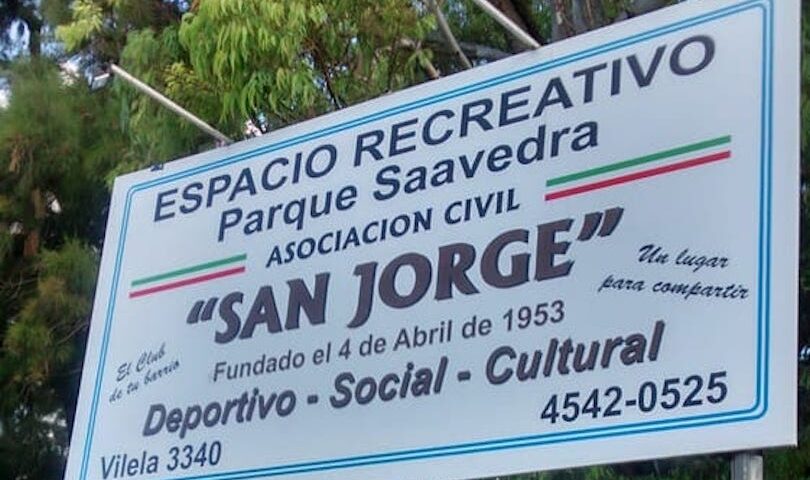 ESPACIO RECREATIVO
Parque Saavedra
ASOCIACION CIVIL
"SAN JORGE"
Un lugar
para compartir
El Club
de tu barrio
Fundado el 4 de Abril de 1953
Deportivo - Social - Cultural
Vilela 3340
4542-0525